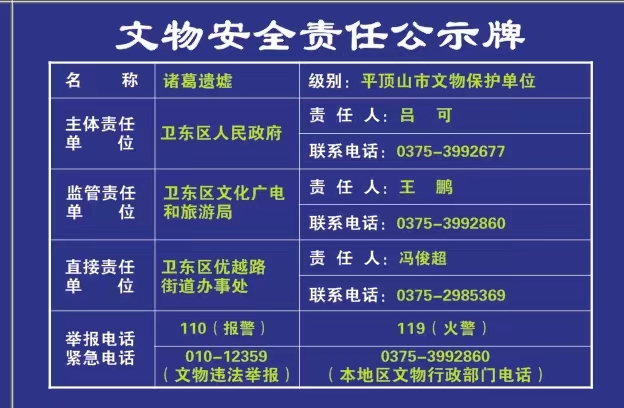 文物安全责任公示牌
名 称 诸葛遗墟 级别：平顶山市文物保护单位
主体责任
单 位
卫东区人民政府
责 任 人：吕 可
联系电话：0375-3992677
监管责任
单 位
卫东区文化广电
和旅游局
责 任 人：王 鹏
联系电话：0375-3992860
直接责任
单 位
卫东区优越路
街道办事处
责 任 人：冯俊超
联系电话：0375-2985369
举报电话
紧急电话
110（报警） 119（火警）
010-12359
（文物违法举报）
0375-3992860
（本地区文物行政部门电话）